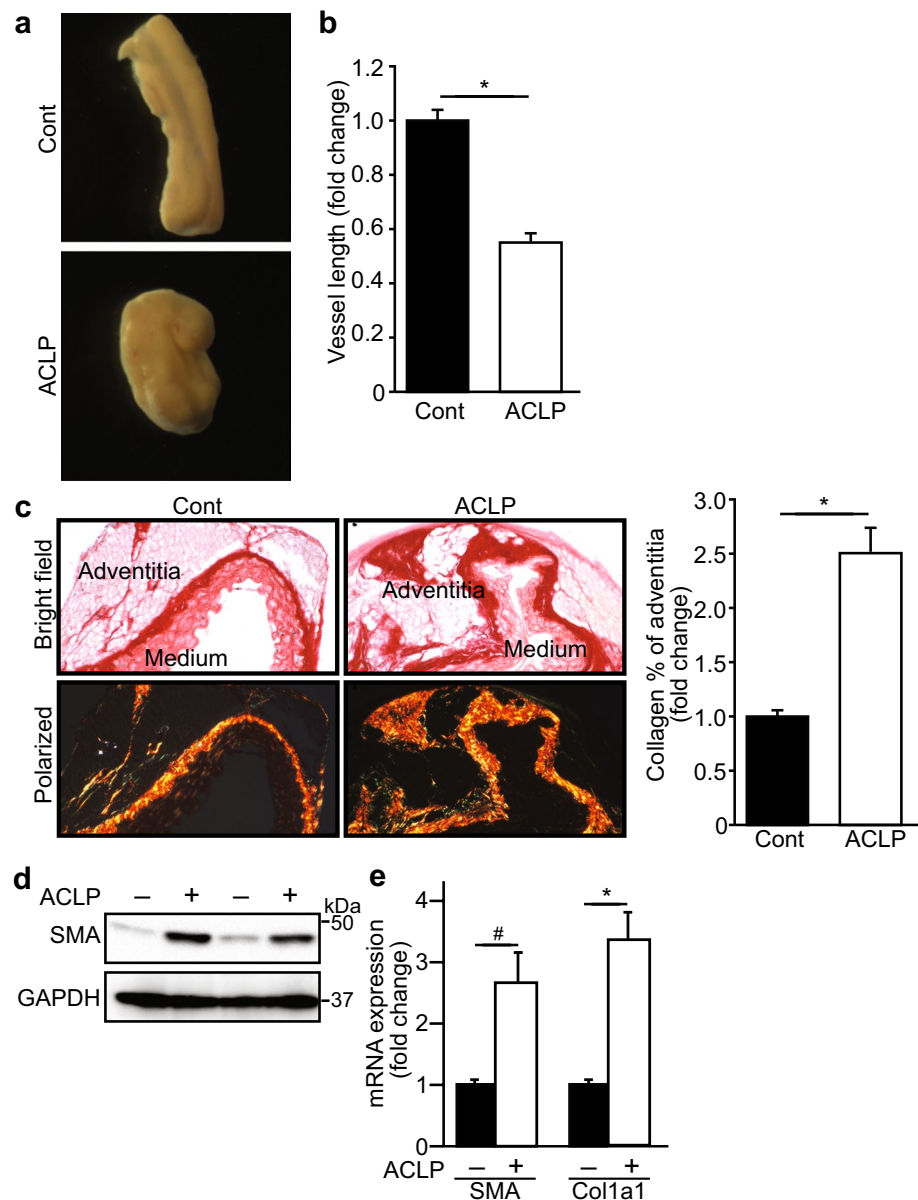 a
Cont
ACLP
b
Vessel length (fold change)
1.2
1.0
0.8
0.6
0.4
0.2
0
*
Cont
ACLP
c
Cont
ACLP
Bright field
Adventitia
Medium
Adventitia
Medium
Polarized
Collagen % of adventitia
(fold change)
3.0
2.5
2.0
1.5
1.0
0.5
0
*
Cont
ACLP
d
ACLP – + – +
kDa
SMA
50
GAPDH
37
e
mRNA expression
(fold change)
4
3
2
1
0
#
*
ACLP – + – +
SMA
Col1a1